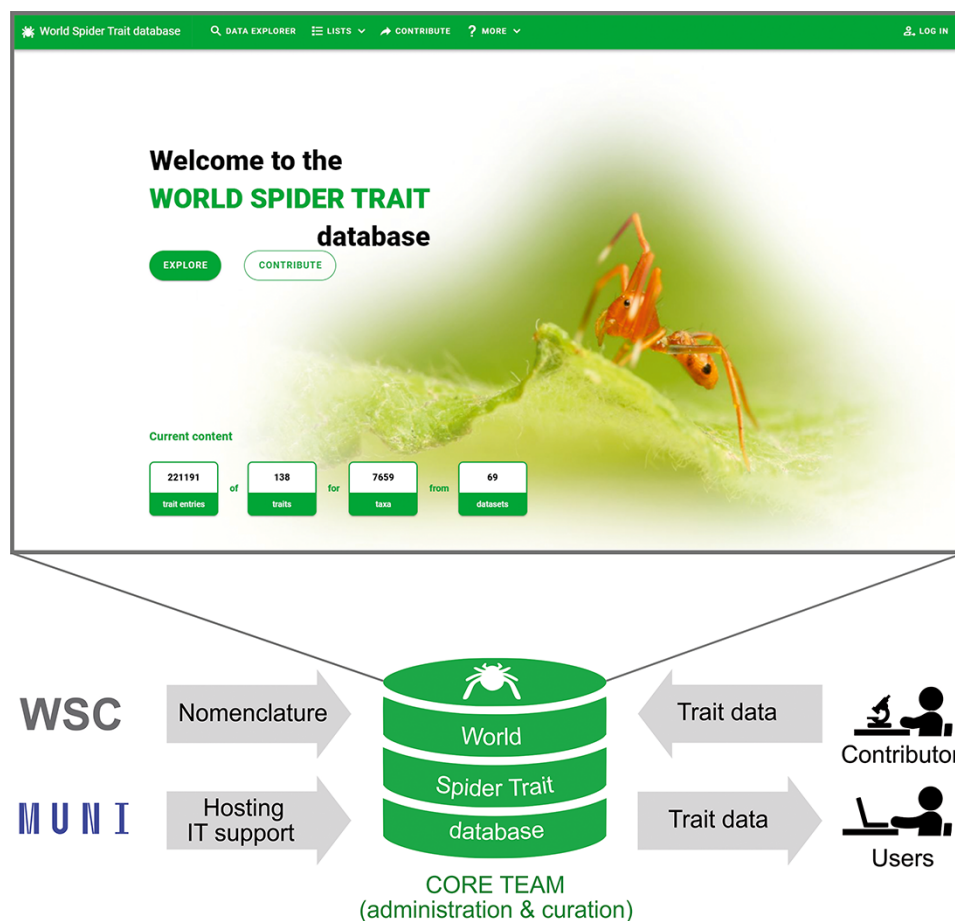 World Spider Trait database
DATA EXPLORER
LISTS
CONTRIBUTE
? MORE
LOG IN
Welcome to the
WORLD SPIDER TRAIT
database
EXPLORE
CONTRIBUTE
Current content
221191
of
138
for
7659
from
69
trait entries
traits
taxa
datasets
WSC
Nomenclature
World
Spider Trait
database
Trait data
Contributor
MUNI
Hosting
IT support
Trait data
Users
CORE TEAM
(administration & curation)